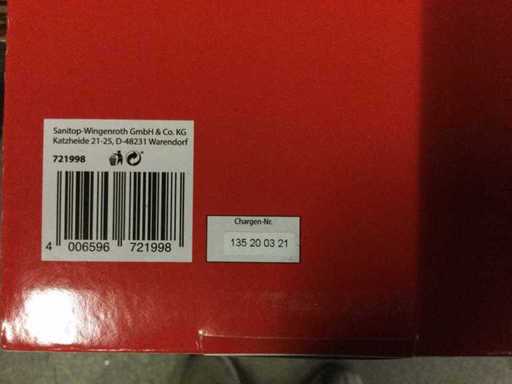 Sanitop-Wingenroth GmbH & Co. KG
Katzheide 21-25, D-48231 Warendorf
721998
4 006596 721998
Chargen-Nr.
135 20 03 21